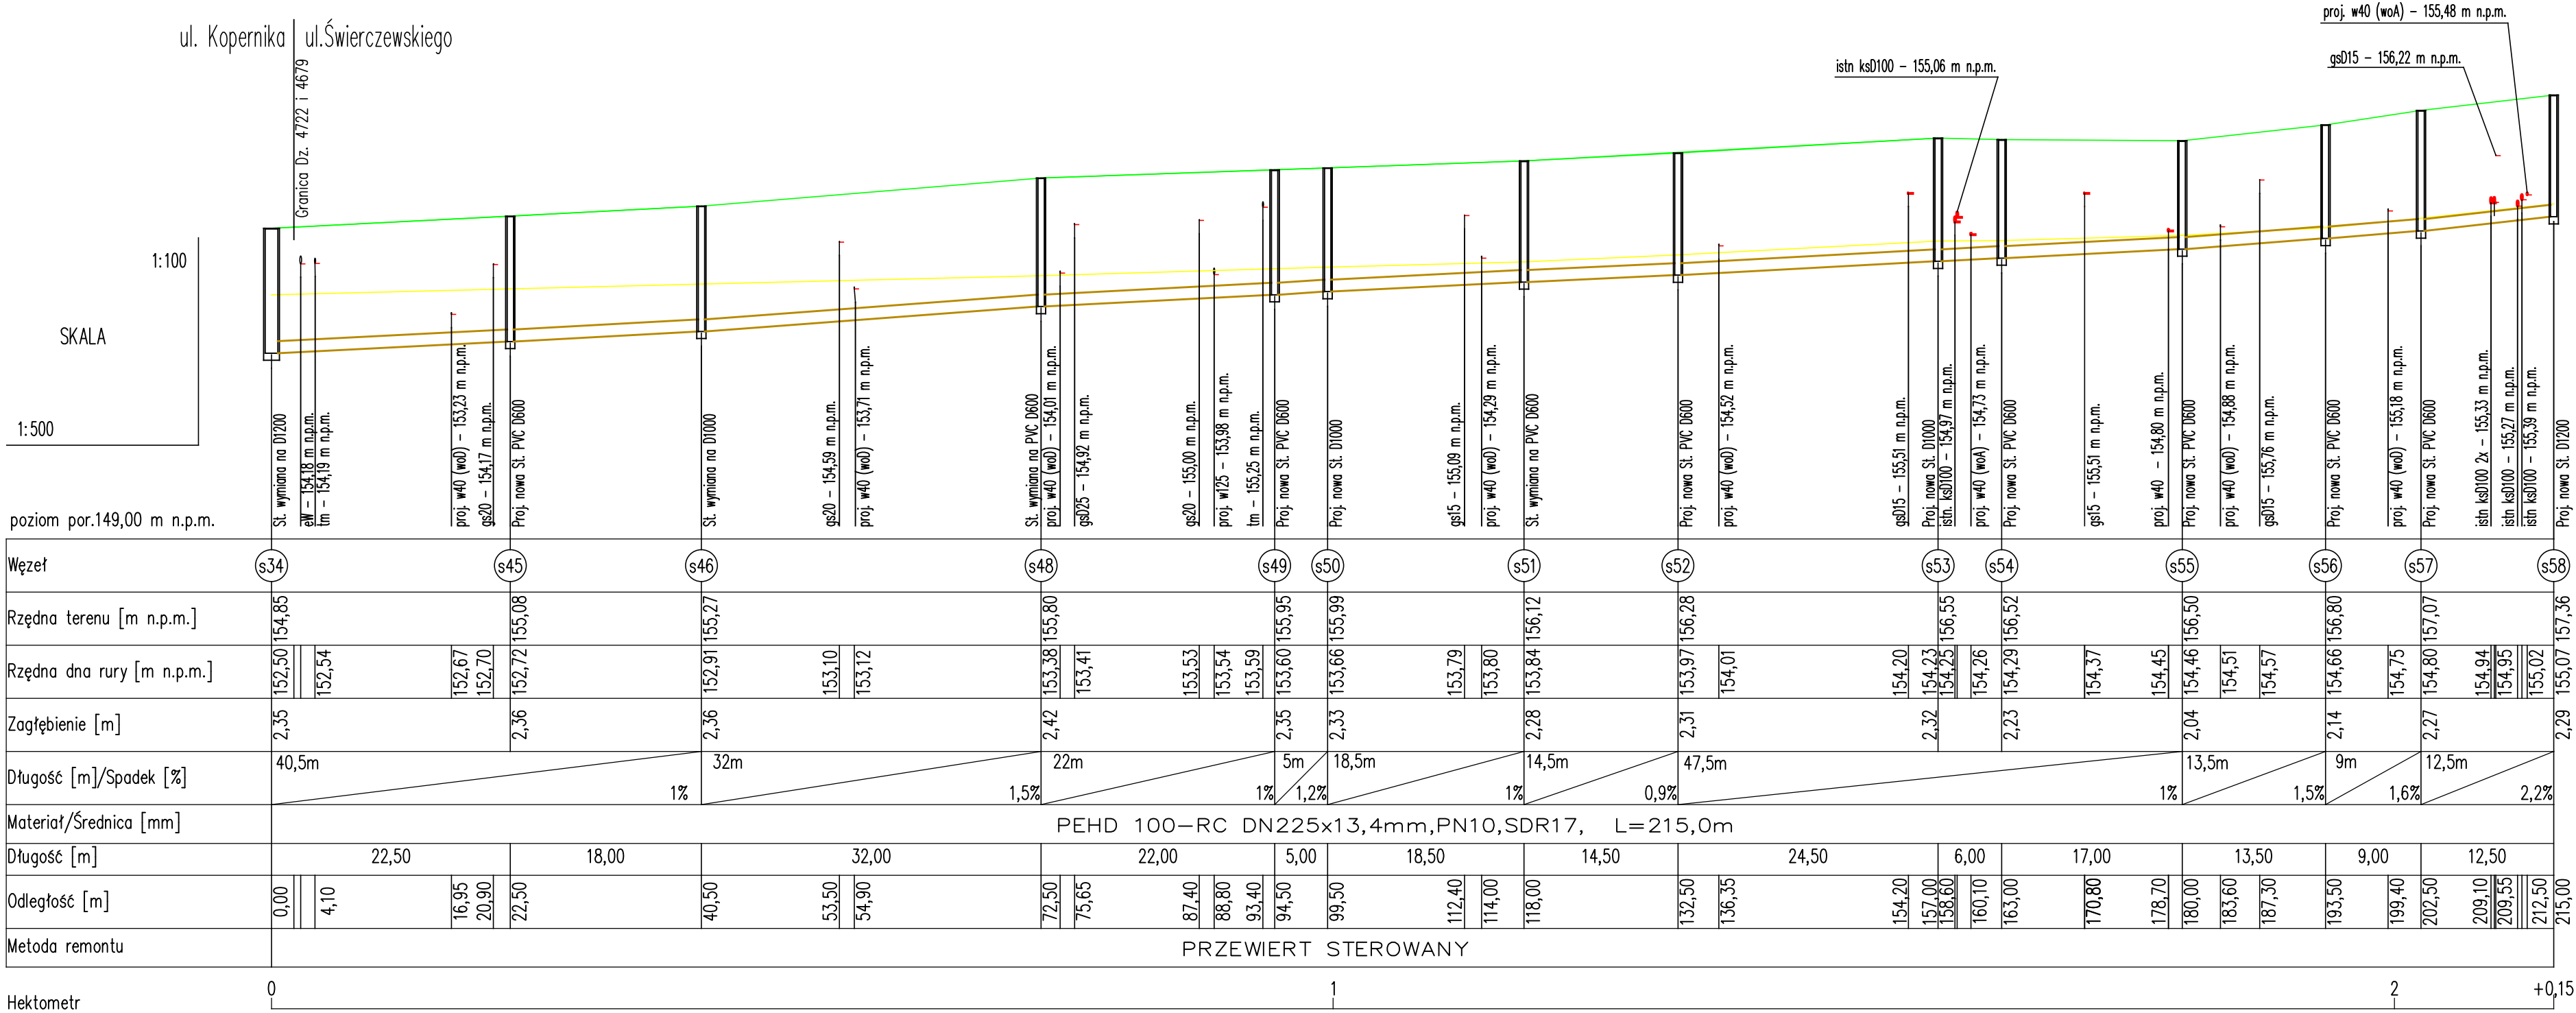 ul. Kopernika
ul.Świerczewskiego
Granica Dz. 4722 i 4679
proj. w40 (woA) – 155,48 m n.p.m.
gsD15 – 156,22 m n.p.m.
istn ksD100 – 155,06 m n.p.m.
1:100
SKALA
1:500
poziom por.149,00 m n.p.m.
St. wymiana na D1200
eW – 154,18 m n.p.m.
tm – 154,19 m n.p.m.
proj. w40 (woD) – 153,23 m n.p.m.
gs20 – 154,17 m n.p.m.
Proj. nowa St. PVC D600
St. wymiana na D1000
gs20 – 154,59 m n.p.m.
proj. w40 (woD) – 153,71 m n.p.m.
St. wymiana na PVC D600
proj. w40 (woD) – 154,01 m n.p.m.
gsD25 – 154,92 m n.p.m.
gs20 – 155,00 m n.p.m.
proj. w125 – 153,98 m n.p.m.
tm – 155,25 m n.p.m.
Proj. nowa St. PVC D600
Proj. nowa St. D1000
gs15 – 155,09 m n.p.m.
proj. w40 (woD) – 154,29 m n.p.m.
St. wymiana na PVC D600
Proj. nowa St. PVC D600
proj. w40 (woD) – 154,52 m n.p.m.
gsD15 – 155,51 m n.p.m.
Proj. nowa St. D1000
istn. ksD100 – 154,97 m n.p.m.
proj. w40 (woA) – 154,73 m n.p.m.
Proj. nowa St. PVC D600
gs15 – 155,51 m n.p.m.
proj. w40 – 154,80 m n.p.m.
Proj. nowa St. PVC D600
proj. w40 (woD) – 154,88 m n.p.m.
gsD15 – 155,76 m n.p.m.
Proj. nowa St. PVC D600
proj. w40 (woD) – 155,18 m n.p.m.
Proj. nowa St. PVC D600
istn ksD100 2x – 155,33 m n.p.m.
istn ksD100 – 155,27 m n.p.m.
istn ksD100 – 155,39 m n.p.m.
Proj. nowa St. D1200
Węzeł s34 s45 s46 s48 s49 s50 s51 s52 s53 s54 s55 s56 s57 s58
Rzędna terenu [m n.p.m.] 154,85 155,08 155,27 155,80 155,95 155,99 156,12 156,28 156,55 156,52 156,50 156,80 157,07 157,36
Rzędna dna rury [m n.p.m.] 152,50 152,54 152,67 152,70 152,72 152,91 153,10 153,12 153,38 153,41 153,53 153,54 153,59 153,60 153,66 153,79 153,80 153,84 153,97 154,01 154,20 154,23 154,25 154,26 154,29 154,37 154,45 154,46 154,51 154,57 154,66 154,75 154,80 154,94 154,95 155,02 155,07
Zagłębienie [m] 2,35 2,36 2,36 2,42 2,35 2,33 2,28 2,31 2,32 2,23 2,04 2,14 2,27 2,29
Długość [m]/Spadek [%] 40,5m 1% 32m 1,5% 22m 1% 5m 1,2% 18,5m 1% 14,5m 0,9% 47,5m 1% 13,5m 1,5% 9m 1,6% 12,5m 2,2%
Materiał/Średnica [mm] PEHD 100–RC DN225x13,4mm,PN10,SDR17, L=215,0m
Długość [m] 22,50 18,00 32,00 22,00 5,00 18,50 14,50 24,50 6,00 17,00 13,50 9,00 12,50
Odległość [m] 0,00 4,10 16,95 20,90 22,50 40,50 53,50 54,90 72,50 75,65 87,40 88,80 93,40 94,50 99,50 112,40 114,00 118,00 132,50 136,35 154,20 157,00 158,60 160,10 163,00 170,80 178,70 180,00 183,60 187,30 193,50 199,40 202,50 209,10 209,55 212,50 215,00
Metoda remontu PRZEWIERT STEROWANY
Hektometr 0 1 2 +0,15